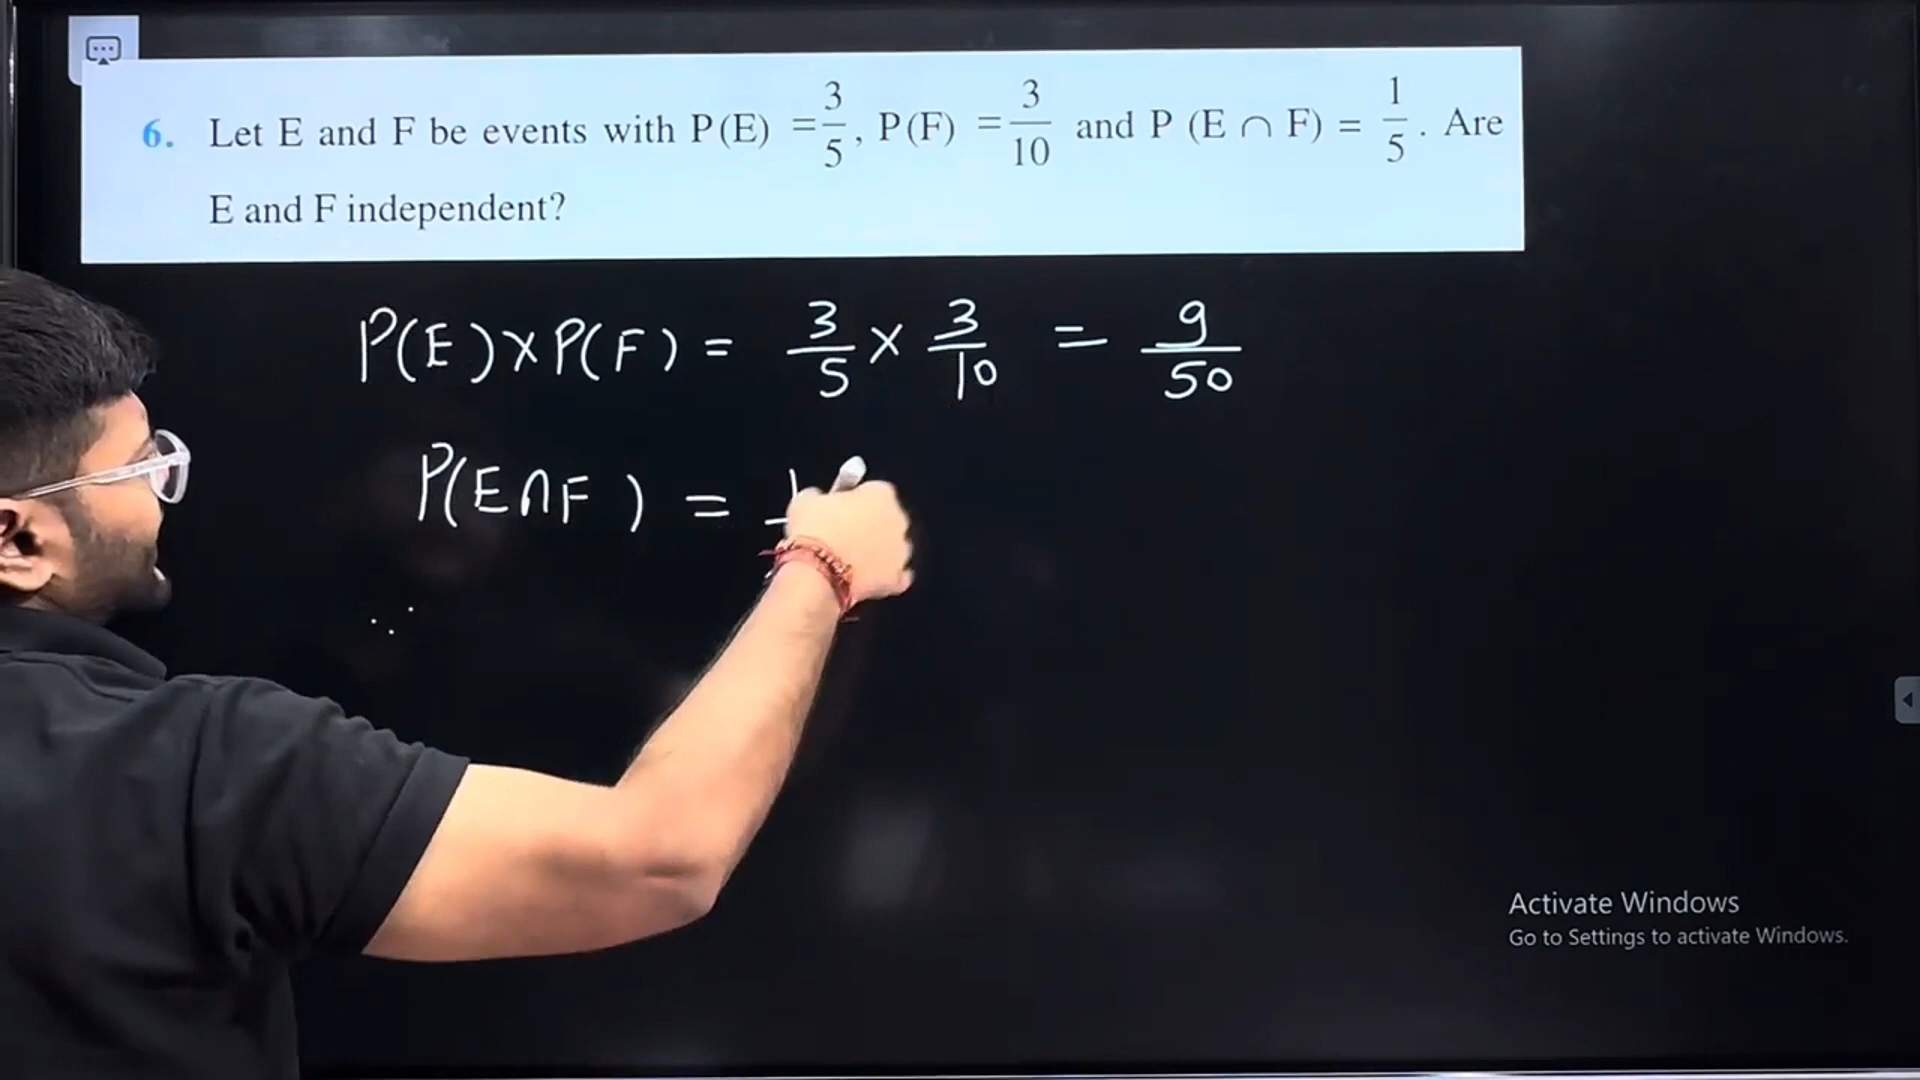 6. Let E and F be events with P(E) = 3/5, P(F) = 3/10 and P (E ∩ F) = 1/5. Are
E and F independent?
P(E)×P(F) = 3/5 × 3/10 = 9/50
P(E∩F) = 1
∴
Activate Windows
Go to Settings to activate Windows.